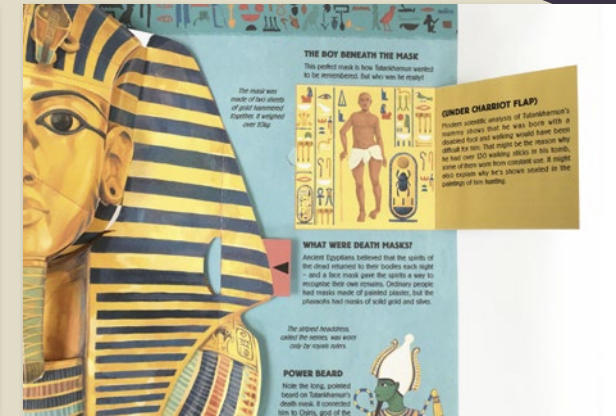 THE BOY BENEATH THE MASK
This perfect mask is how Tutankhamun wanted
to be remembered. But who was he really?
The mask was
made of two sheets
of gold hammered
together. It weighed
over 10kg.
(UNDER CHARRIOT FLAP)
Modern scientific analysis of Tutankhamun's
mummy shows that he was born with a
disabled foot and walking would have been
difficult for him. That might be the reason why
he had over 130 walking sticks in his tomb,
some of them worn from constant use. It might
also explain why he's shown seated in the
paintings of him hunting.
WHAT WERE DEATH MASKS?
Ancient Egyptians believed that the spirits of
the dead returned to their bodies each night
– and a face mask gave the spirits a way to
recognise their own remains. Ordinary people
had masks made of painted plaster, but the
pharaohs had masks of solid gold and silver.
The striped headdress,
called the nemes, was worn
only by royals rulers.
POWER BEARD
Note the long, pointed
beard on Tutankhamun's
death mask. It connected
him to Osiris, god of the